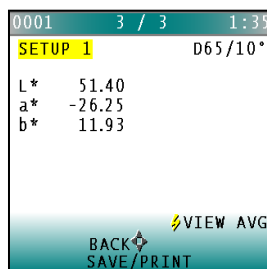 0001 3 / 3 1:35
SETUP 1 D65/10°
L* 51.40
a* -26.25
b* 11.93
VIEW AVG
BACK
SAVE/PRINT